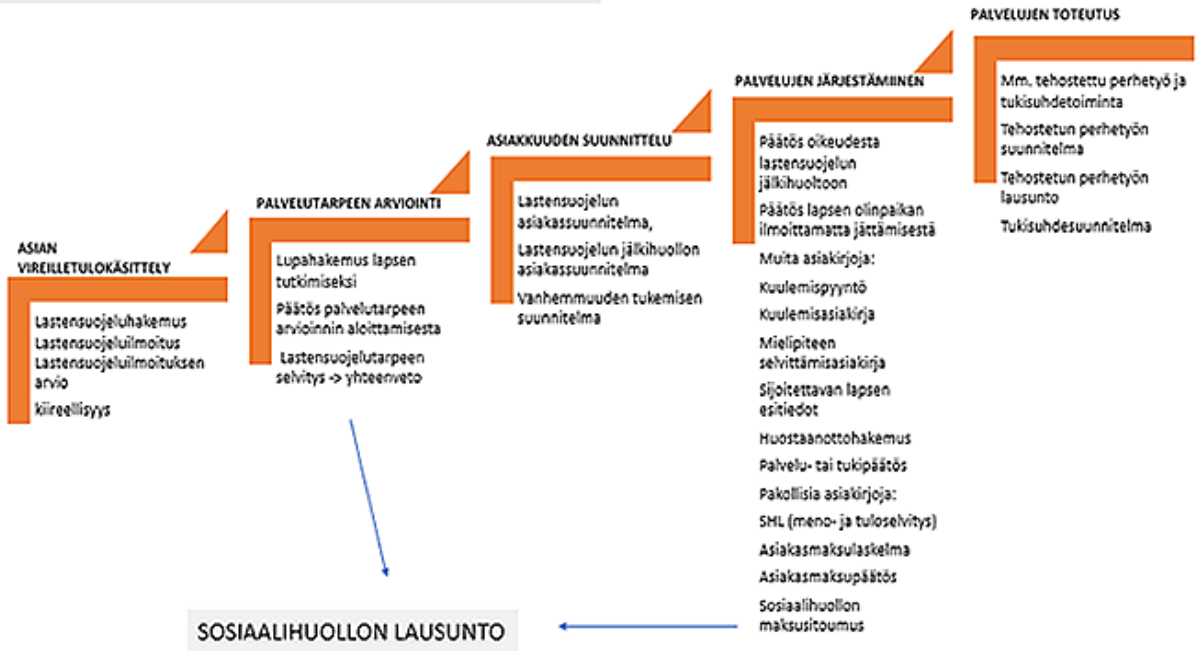 ASIAN
VIREILLETULOKÄSITTELY
Lastensuojeluhakemus
Lastensuojeluilmoitus
Lastensuojeluilmoituksen
arvio
kiireellisyys
PALVELUTARPEEN ARVIOINTI
Lupahakemus lapsen
tutkimiseksi
Päätös palvelutarpeen
arvioinnin aloittamisesta
Lastensuojelutarpeen
selvitys -> yhteenveto
ASIAKKUUDEN SUUNNITTELU
Lastensuojelun
asiakassuunnitelma,
Lastensuojelun jälkihuollon
asiakassuunnitelma
Vanhemmuuden tukemisen
suunnitelma
PALVELUJEN JÄRJESTÄMIINEN
Päätös oikeudesta
lastensuojelun
jälkihuoltoon
Päätös lapsen olinpaikan
ilmoittamatta jättämisestä
Muita asiakirjoja:
Kuulemispyyntö
Kuulemisasiakirja
Mielipiteen
selvittämisasiakirja
Sijoitettavan lapsen
esitiedot
Huostaanottohakemus
Palvelu- tai tukipäätös
Pakollisia asiakirjoja:
SHL (meno- ja tuloselvitys)
Asiakasmaksulaskelma
Asiakasmaksupäätös
Sosiaalihuollon
maksusitoumus
PALVELUJEN TOTEUTUS
Mm. tehostettu perhetyö ja
tukisuhdetoiminta
Tehostetun perhetyön
suunnitelma
Tehostetun perhetyön
lausunto
Tukisuhdesuunnitelma
SOSIAALIHUOLLON LAUSUNTO